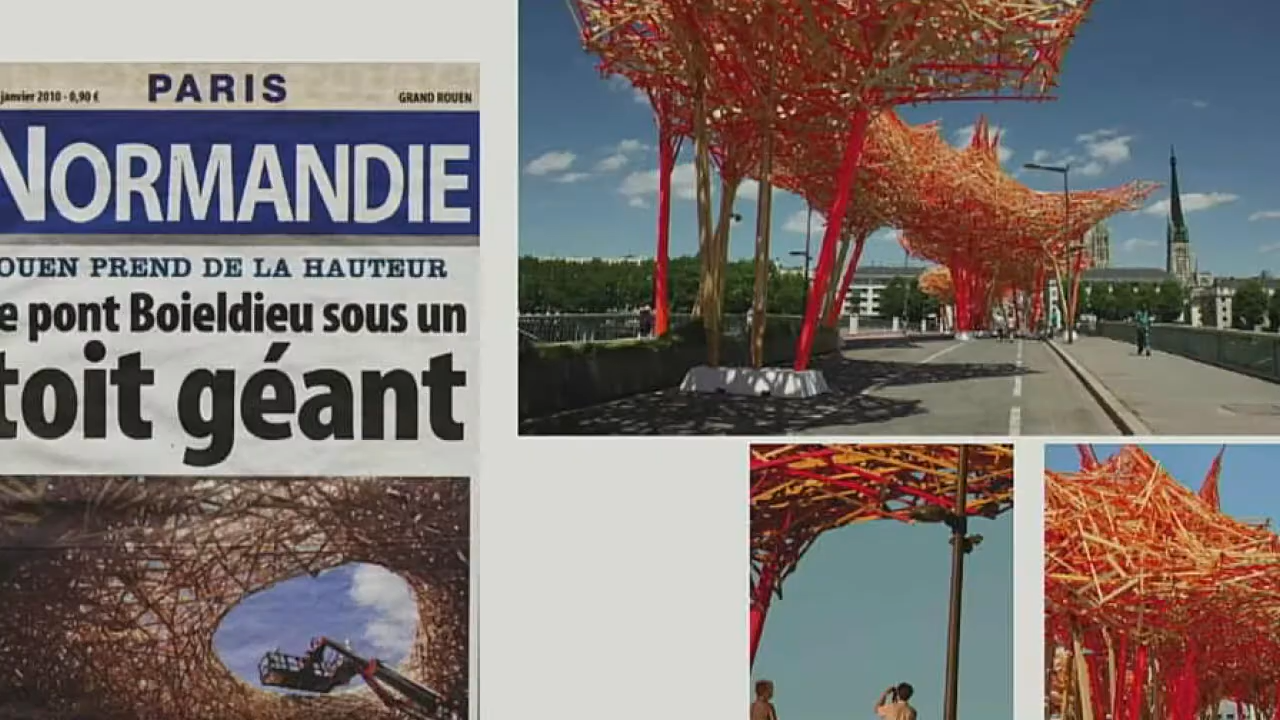 janvier 2010 - 0,90 €
PARIS
GRAND ROUEN
NORMANDIE
OUEN PREND DE LA HAUTEUR
e pont Boieldieu sous un
toit géant